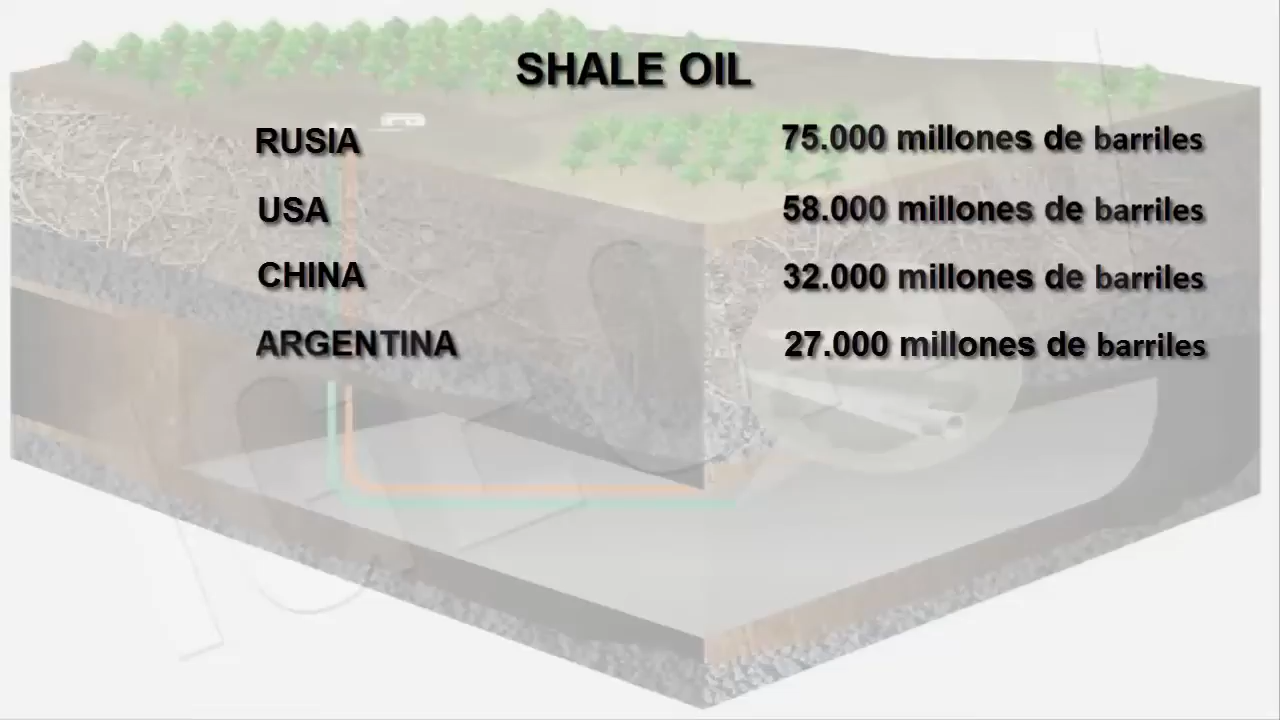 SHALE OIL
RUSIA 75.000 millones de barriles
USA 58.000 millones de barriles
CHINA 32.000 millones de barriles
ARGENTINA 27.000 millones de barriles